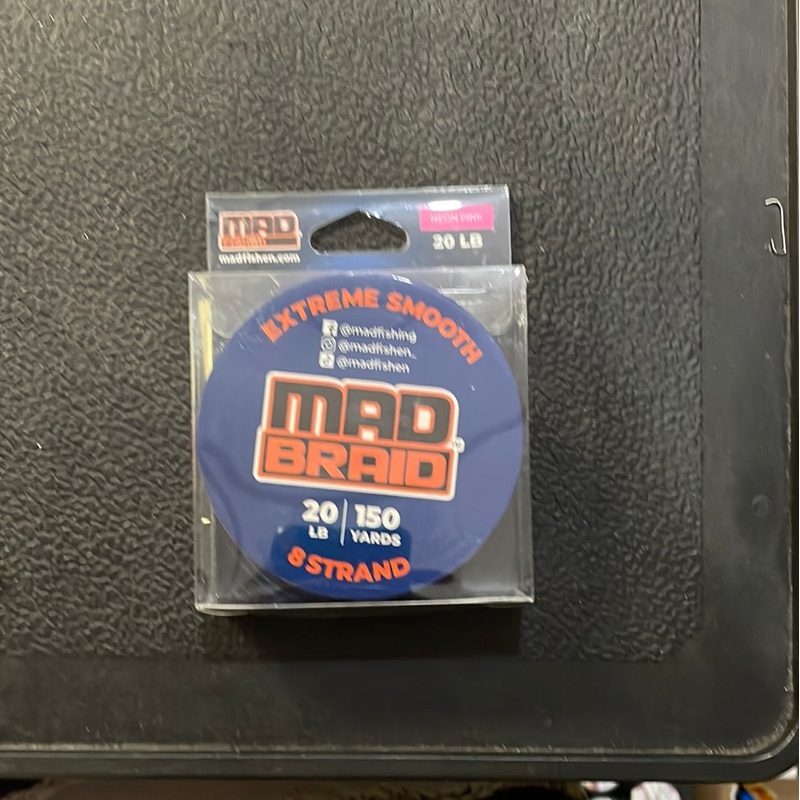 MAD
NEON PINK
20 LB
madfishen.com
EXTREME SMOOTH
@madfishing
@madfishen_
@madfishen
MAD
BRAID
20 | 150
LB YARDS
8 STRAND